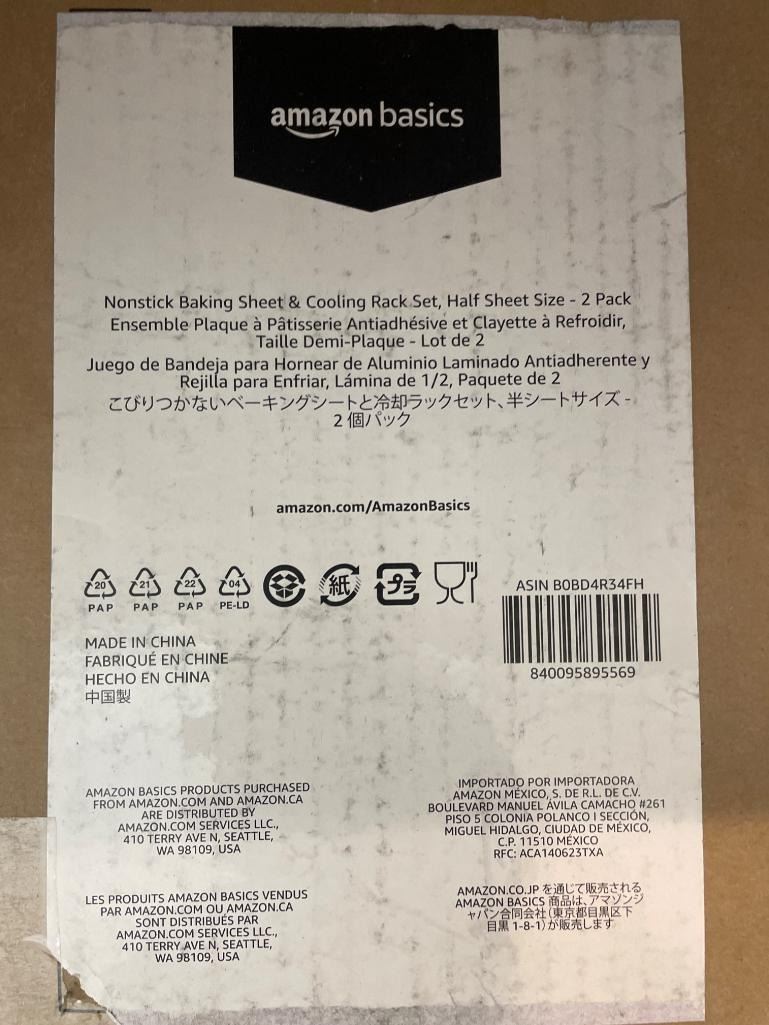 amazon basics
Nonstick Baking Sheet & Cooling Rack Set, Half Sheet Size - 2 Pack
Ensemble Plaque à Pâtisserie Antiadhésive et Clayette à Refroidir,
Taille Demi-Plaque - Lot de 2
Juego de Bandeja para Hornear de Aluminio Laminado Antiadherente y
Rejilla para Enfriar, Lámina de 1/2, Paquete de 2
こびりつかないベーキングシートと冷却ラックセット、半シートサイズ -
2 個パック
amazon.com/AmazonBasics
20 21 22 04 紙 プラ
PAP PAP PAP PE-LD
ASIN B0BD4R34FH
840095895569
MADE IN CHINA
FABRIQUÉ EN CHINE
HECHO EN CHINA
中国製
AMAZON BASICS PRODUCTS PURCHASED
FROM AMAZON.COM AND AMAZON.CA
ARE DISTRIBUTED BY
AMAZON.COM SERVICES LLC.,
410 TERRY AVE N, SEATTLE,
WA 98109, USA
IMPORTADO POR IMPORTADORA
AMAZON MÉXICO, S. DE R.L. DE C.V.
BOULEVARD MANUEL ÁVILA CAMACHO #261
PISO 5 COLONIA POLANCO I SECCIÓN,
MIGUEL HIDALGO, CIUDAD DE MÉXICO,
C.P. 11510 MÉXICO
RFC: ACA140623TXA
LES PRODUITS AMAZON BASICS VENDUS
PAR AMAZON.COM OU AMAZON.CA
SONT DISTRIBUÉS PAR
AMAZON.COM SERVICES LLC.,
410 TERRY AVE N, SEATTLE,
WA 98109, USA
AMAZON.CO.JP を通じて販売される
AMAZON BASICS 商品は、アマゾンジ
ャパン合同会社（東京都目黒区下
目黒 1-8-1）が販売します